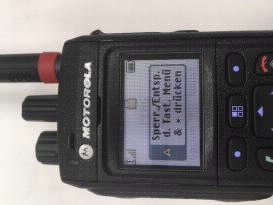 MOTOROLA
Sperr./Entsp.
d. Tast. Menü
& * drücken